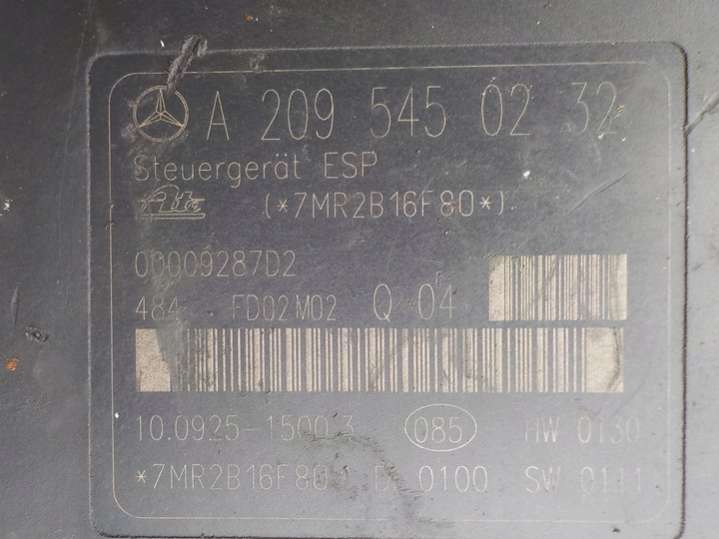 A 209 545 02 32
Steuergerät ESP
Ate (*7MR2B16F80*)
00009287D2
484 FD02M02 Q 04
10.0925-1500.3 085 HW 0130
*7MR2B16F80 0100 SW 0111